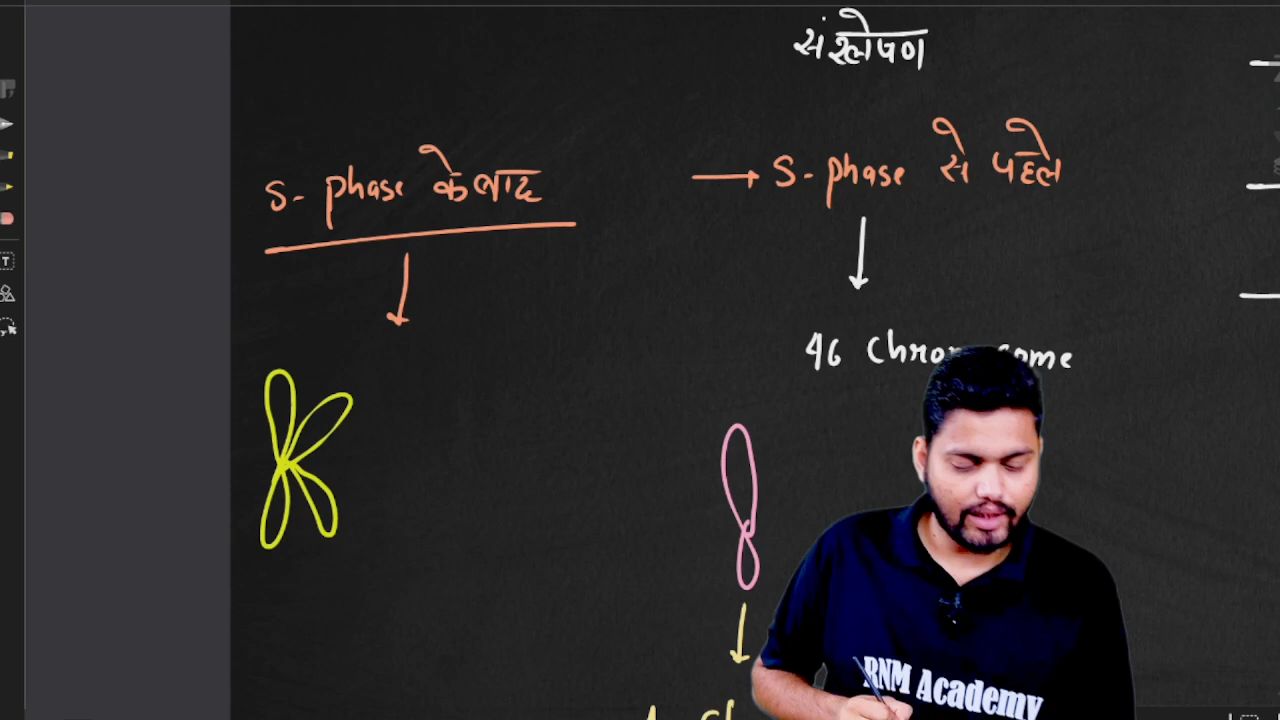 संश्लेषण
S- phase के बाद
→ S- phase से पहले
46 Chromosome
RNM Academy